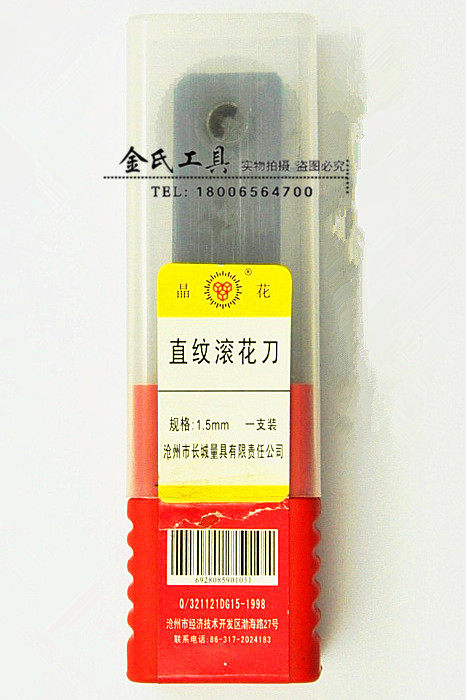 金氏工具 实物拍摄 盗图必究
TEL: 18006564700
晶 ® 花
直纹滚花刀
规格:1.5mm 一支装
沧州市长城量具有限责任公司
6928085901031
Q/321121DG15-1998
沧州市经济技术开发区渤海路27号
联系电话:86-317-2024183